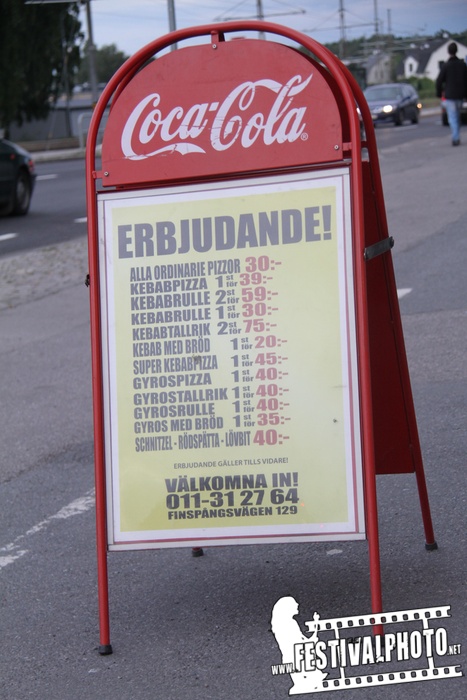 Coca-Cola®
ERBJUDANDE!
ALLA ORDINARIE PIZZOR 30:-
KEBABPIZZA 1 st för 39:-
KEBABRULLE 2 st för 59:-
KEBABRULLE 1 st för 30:-
KEBABTALLRIK 2 st för 75:-
KEBAB MED BRÖD 1 st för 20:-
SUPER KEBABPIZZA 1 st för 45:-
GYROSPIZZA 1 st för 40:-
GYROSTALLRIK 1 st för 40:-
GYROSRULLE 1 st för 40:-
GYROS MED BRÖD 1 st för 35:-
SCHNITZEL - RÖDSPÄTTA - LÖVBIT 40:-
ERBJUDANDE GÄLLER TILLS VIDARE!
VÄLKOMNA IN!
011-31 27 64
FINSPÅNGSVÄGEN 129
WWW.FESTIVALPHOTO.NET